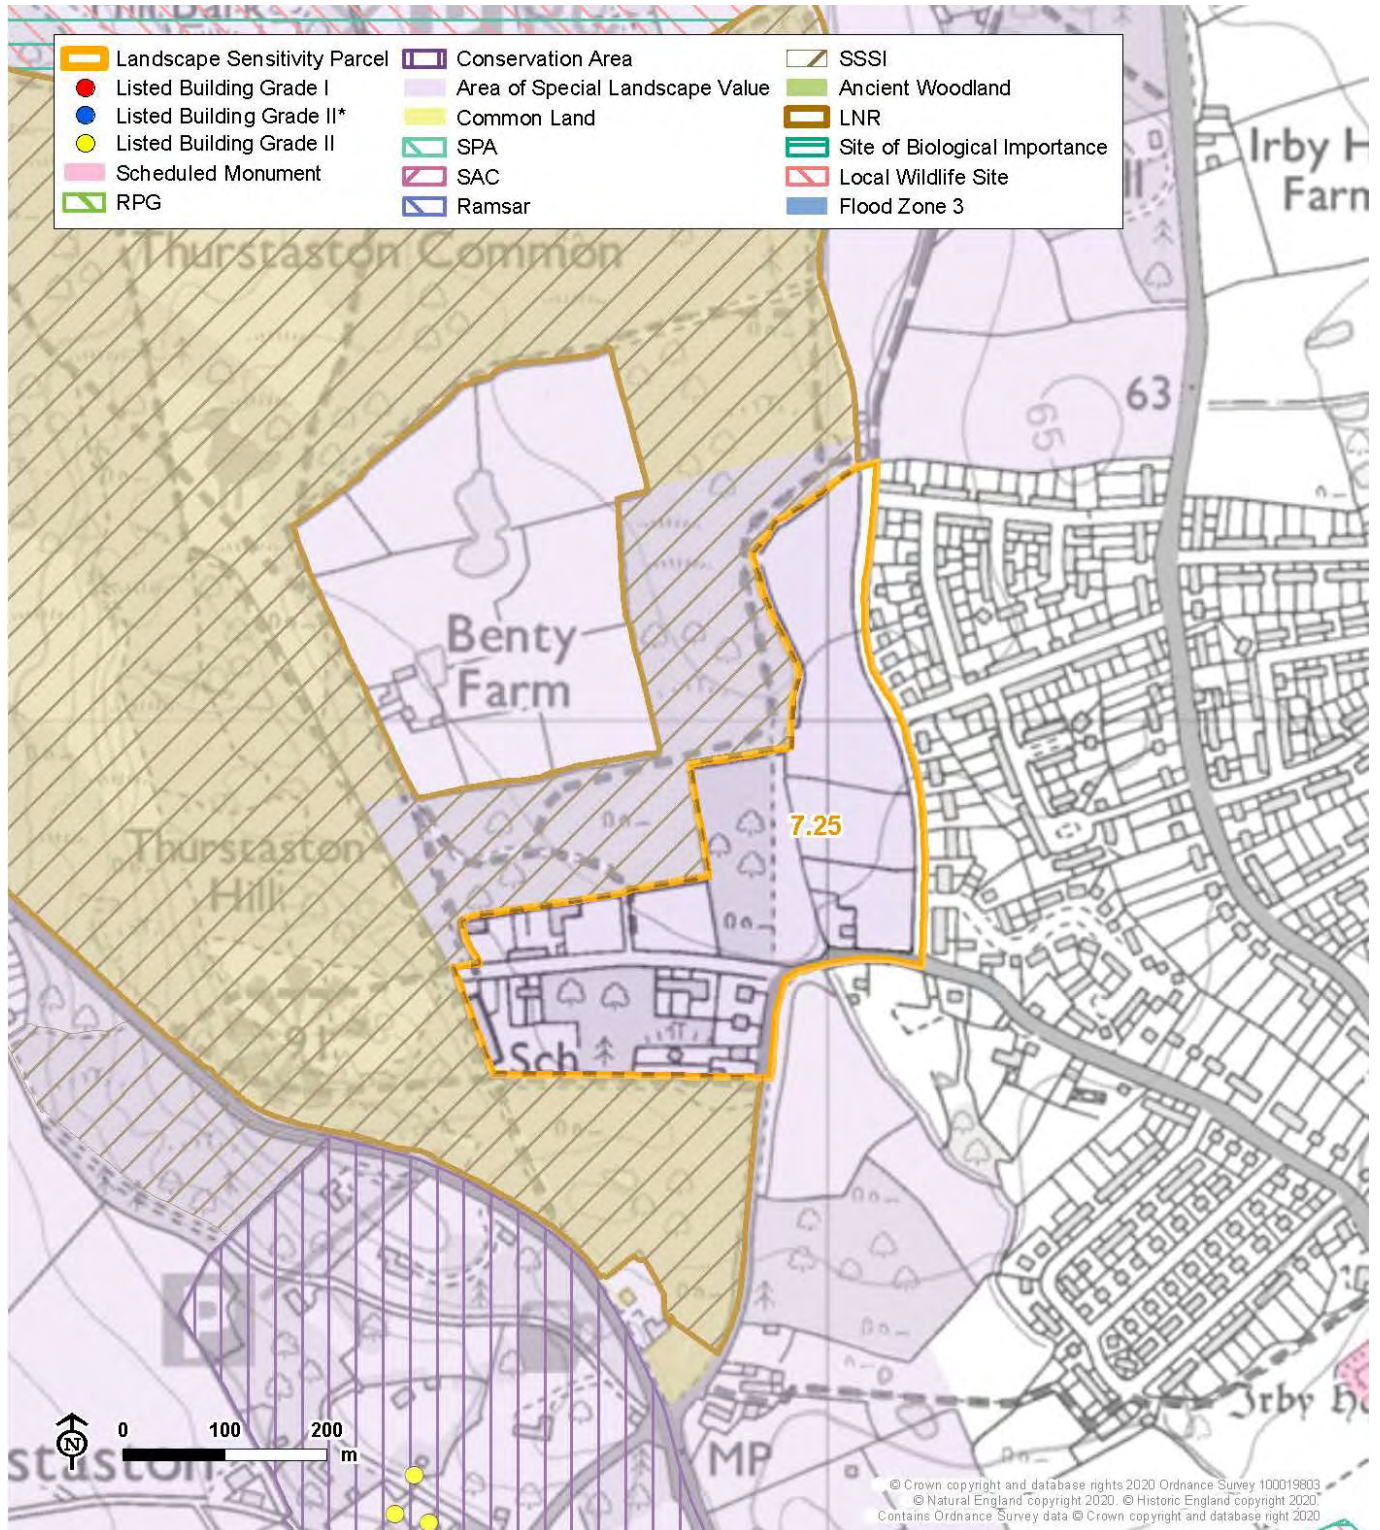 Landscape Sensitivity Parcel
Listed Building Grade I
Listed Building Grade II*
Listed Building Grade II
Scheduled Monument
RPG
Conservation Area
Area of Special Landscape Value
Common Land
SPA
SAC
Ramsar
SSSI
Ancient Woodland
LNR
Site of Biological Importance
Local Wildlife Site
Flood Zone 3
Irby H
Farn
Thurstaston Common
63
65
Benty
Farm
7.25
Thurstaston
Hill
91
Sch
P
Irby H
staston
MP
N
0 100 200
m
© Crown copyright and database rights 2020 Ordnance Survey 100019803
© Natural England copyright 2020. © Historic England copyright 2020.
Contains Ordnance Survey data © Crown copyright and database right 2020